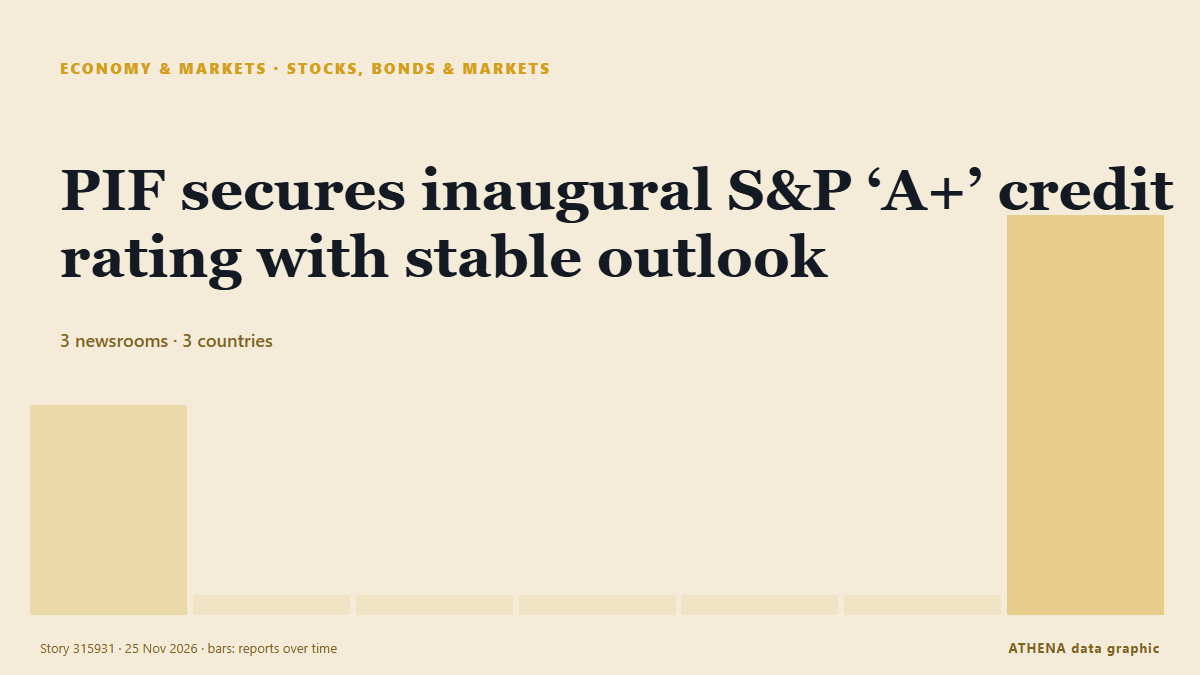 ECONOMY & MARKETS · STOCKS, BONDS & MARKETS
PIF secures inaugural S&P ‘A+’ credit
rating with stable outlook
3 newsrooms · 3 countries
Story 315931 · 25 Nov 2026 · bars: reports over time
ATHENA data graphic